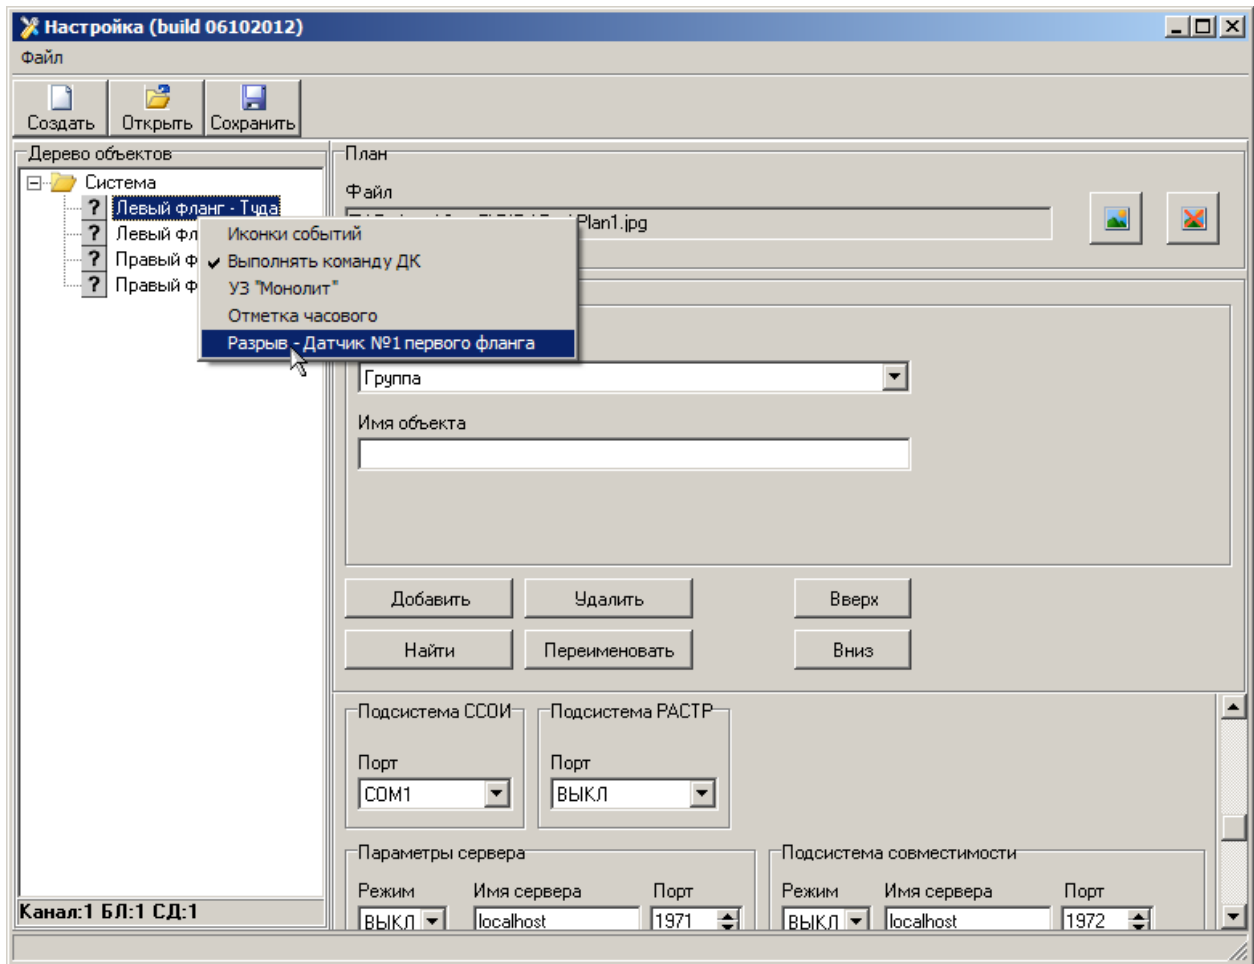 Настройка (build 06102012)
Файл
Создать Открыть Сохранить
Дерево объектов
Система
Левый фланг - Туда
Левый фл
Правый ф
Правый ф
Иконки событий
Выполнять команду ДК
УЗ "Монолит"
Отметка часового
Разрыв - Датчик №1 первого фланга
Канал:1 БЛ:1 СД:1
План
Файл
Plan1.jpg
Группа
Имя объекта
Добавить Удалить Вверх
Найти Переименовать Вниз
Подсистема ССОИ Подсистема РАСТР
Порт Порт
COM1 ВЫКЛ
Параметры сервера Подсистема совместимости
Режим Имя сервера Порт Режим Имя сервера Порт
ВЫКЛ localhost 1971 ВЫКЛ localhost 1972